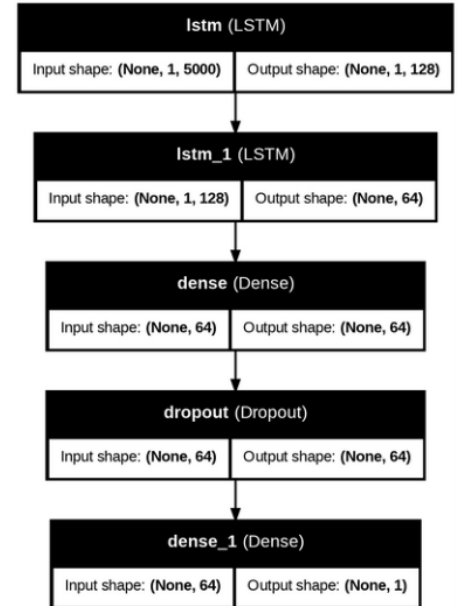 lstm (LSTM)
Input shape: (None, 1, 5000) Output shape: (None, 1, 128)
lstm_1 (LSTM)
Input shape: (None, 1, 128) Output shape: (None, 64)
dense (Dense)
Input shape: (None, 64) Output shape: (None, 64)
dropout (Dropout)
Input shape: (None, 64) Output shape: (None, 64)
dense_1 (Dense)
Input shape: (None, 64) Output shape: (None, 1)